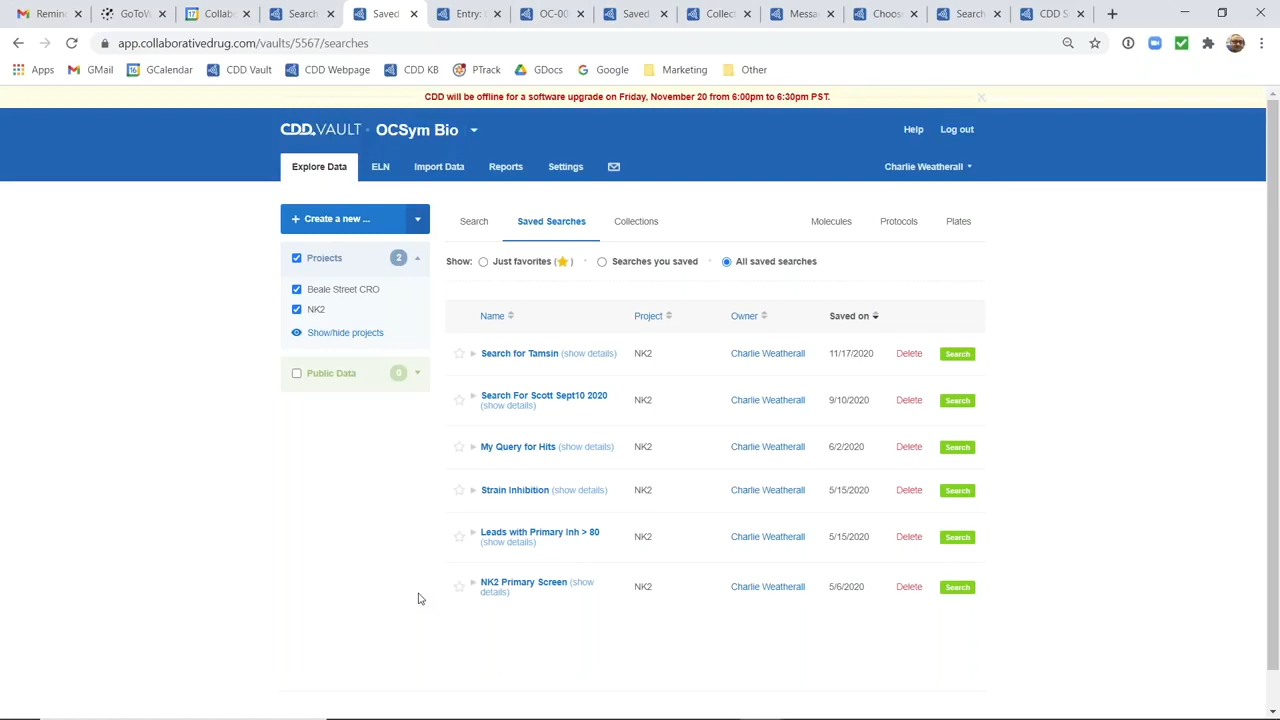 Remin
GoToV
Collab
Search
Saved
Entry: C
OC-00
Saved
Collect
Messa
Choos
Search
CDD S
app.collaborativedrug.com/vaults/5567/searches
Apps
GMail
GCalendar
CDD Vault
CDD Webpage
CDD KB
PTrack
GDocs
Google
Marketing
Other
CDD will be offline for a software upgrade on Friday, November 20 from 6:00pm to 6:30pm PST.
CDD. VAULT OCSym Bio
Help
Log out
Explore Data
ELN
Import Data
Reports
Settings
Charlie Weatherall
+ Create a new ...
Search
Saved Searches
Collections
Molecules
Protocols
Plates
Projects 2
Beale Street CRO
NK2
Show/hide projects
Public Data 0
Show: Just favorites ( ) Searches you saved All saved searches
Name Project Owner Saved on
Search for Tamsin (show details) NK2 Charlie Weatherall 11/17/2020 Delete Search
Search For Scott Sept10 2020
(show details) NK2 Charlie Weatherall 9/10/2020 Delete Search
My Query for Hits (show details) NK2 Charlie Weatherall 6/2/2020 Delete Search
Strain Inhibition (show details) NK2 Charlie Weatherall 5/15/2020 Delete Search
Leads with Primary Inh > 80
(show details) NK2 Charlie Weatherall 5/15/2020 Delete Search
NK2 Primary Screen (show
details) NK2 Charlie Weatherall 5/6/2020 Delete Search